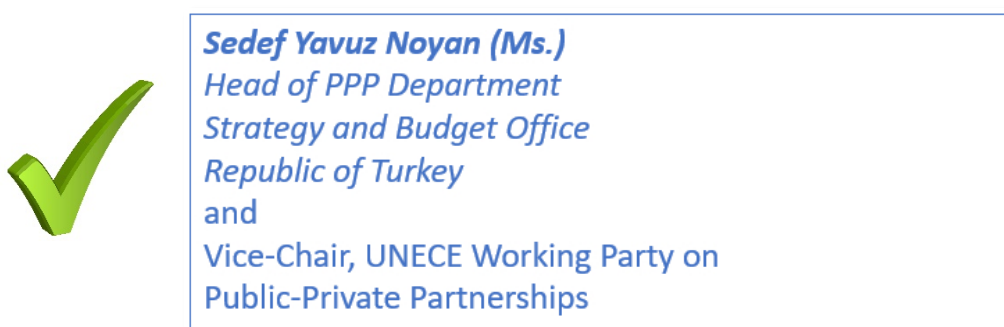 Sedef Yavuz Noyan (Ms.)
Head of PPP Department
Strategy and Budget Office
Republic of Turkey
and
Vice-Chair, UNECE Working Party on
Public-Private Partnerships